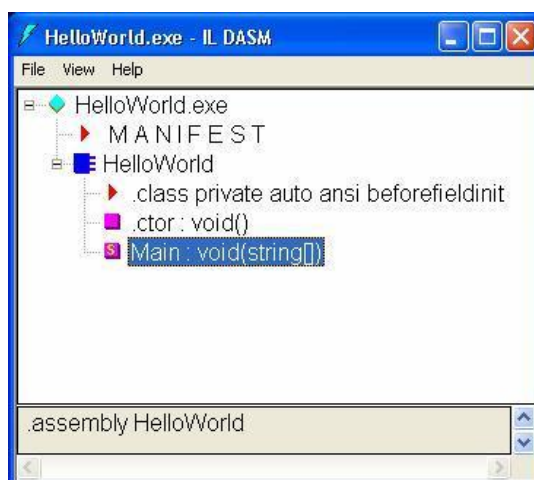 HelloWorld.exe - IL DASM
File View Help
HelloWorld.exe
M A N I F E S T
HelloWorld
.class private auto ansi beforefieldinit
.ctor : void()
S Main : void(string[])
.assembly HelloWorld